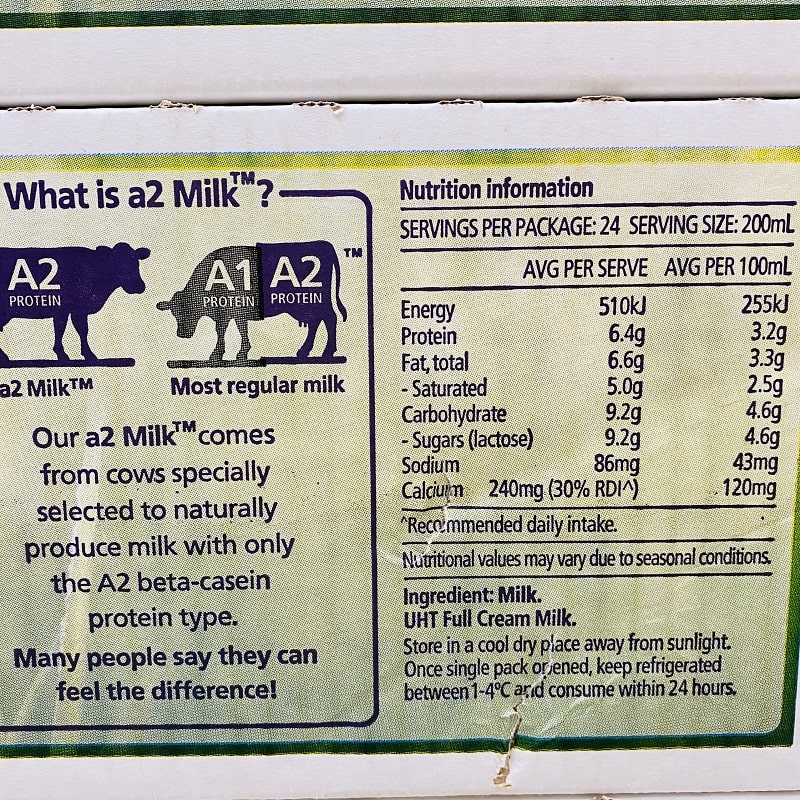 What is a2 Milk™?
A2
PROTEIN
A1 A2 ™
PROTEIN PROTEIN
a2 Milk™ Most regular milk
Our a2 Milk™ comes
from cows specially
selected to naturally
produce milk with only
the A2 beta-casein
protein type.
Many people say they can
feel the difference!
Nutrition information
SERVINGS PER PACKAGE: 24 SERVING SIZE: 200mL
AVG PER SERVE AVG PER 100mL
Energy 510kJ 255kJ
Protein 6.4g 3.2g
Fat, total 6.6g 3.3g
- Saturated 5.0g 2.5g
Carbohydrate 9.2g 4.6g
- Sugars (lactose) 9.2g 4.6g
Sodium 86mg 43mg
Calcium 240mg (30% RDI^) 120mg
^Recommended daily intake.
Nutritional values may vary due to seasonal conditions.
Ingredient: Milk.
UHT Full Cream Milk.
Store in a cool dry place away from sunlight.
Once single pack opened, keep refrigerated
between 1-4°C and consume within 24 hours.